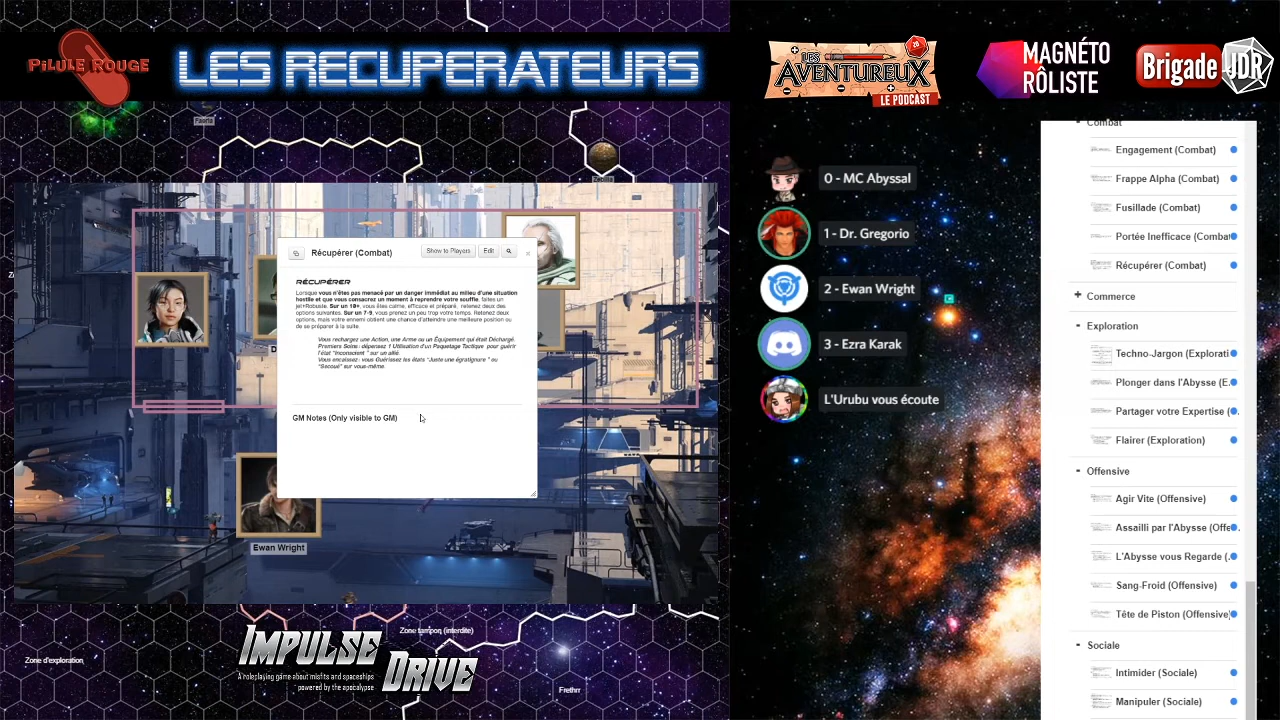 PILULE ROUGE
LES RECUPERATEURS
LES
AVENTUREUX
LE PODCAST
20
MAGNÉTO
RÔLISTE
Brigade JDR
Faeria
Récupérer (Combat)
Show to Players
Edit
RÉCUPÉRER
Lorsque vous n'êtes pas menacé par un danger immédiat au milieu d'une situation
hostile et que vous consacrez un moment à reprendre votre souffle, faites un
jet+Robuste. Sur un 10+, vous êtes calme, efficace et préparé, retenez deux des
options suivantes. Sur un 7-9, vous prenez un peu trop votre temps. Retenez deux
options, mais votre ennemi obtient une chance d'atteindre une meilleure position ou
de se préparer à la suite.
Vous rechargez une Action, une Arme ou un Équipement qui était Déchargé.
Premiers Soins : dépensez 1 Utilisation d'un Paquetage Tactique pour guérir
l'état "Inconscient" sur un allié.
Vous encaissez : vous Guérissez les états "Juste une égratignure" ou
"Secoué" sur vous-même.
GM Notes (Only visible to GM)
D
Ewan Wright
0 - MC Abyssal
1 - Dr. Gregorio
2 - Ewan Wright
3 - Ezra Karak
L'Urubu vous écoute
Combat
Engagement (Combat)
Frappe Alpha (Combat)
Fusillade (Combat)
Portée Inefficace (Combat
Récupérer (Combat)
Commerce
Exploration
Techno-Jargon (Explorati
Plonger dans l'Abysse (E.
Partager votre Expertise (.
Flairer (Exploration)
Offensive
Agir Vite (Offensive)
Assailli par l'Abysse (Offe.
L'Abysse vous Regarde (.
Sang-Froid (Offensive)
Tête de Piston (Offensive)
Sociale
Intimider (Sociale)
Manipuler (Sociale)
Zone d'exploration
Zone tampon (interdite)
Frethrr
IMPULSE
DRIVE
A roleplaying game about misfits and spaceships
powered by the apocalypse